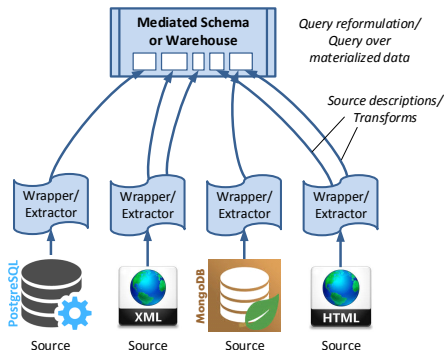 Mediated Schema
or Warehouse
Query reformulation/
Query over
materialized data
Source descriptions/
Transforms
Wrapper/
Extractor
Wrapper/
Extractor
Wrapper/
Extractor
Wrapper/
Extractor
PostgreSQL
XML
MongoDB
HTML
Source
Source
Source
Source